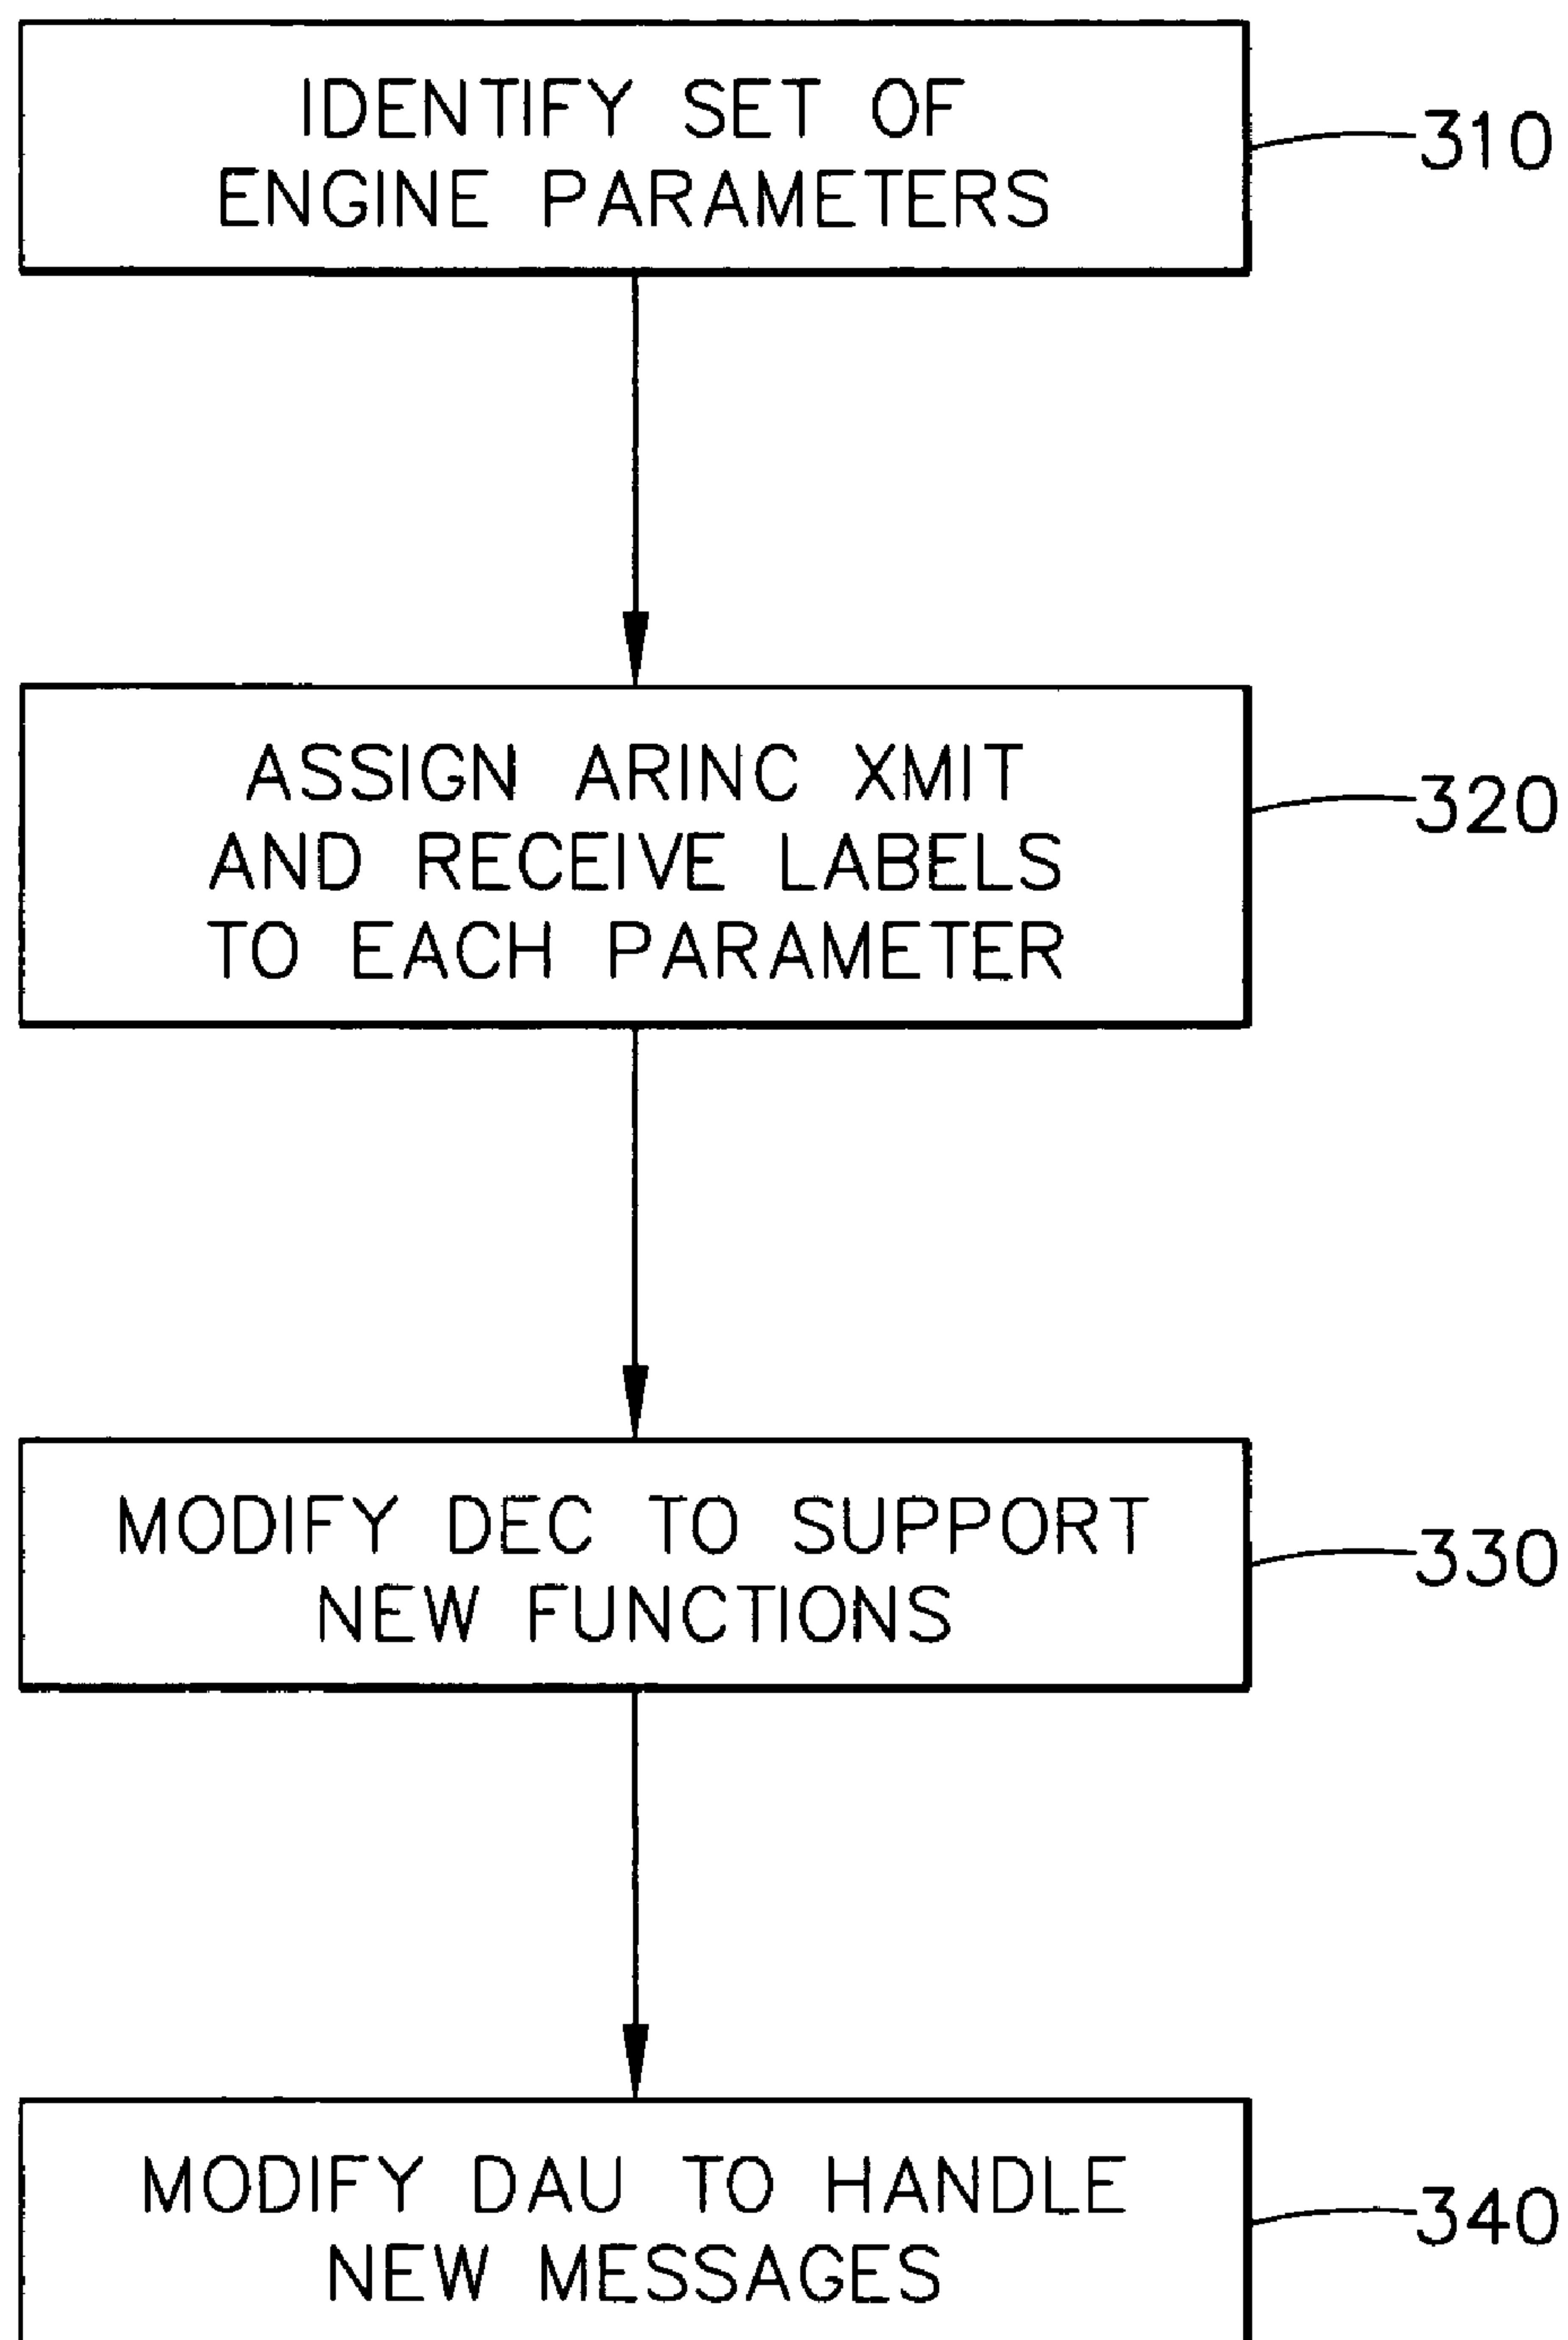 IDENTIFY SET OF
ENGINE PARAMETERS
310
ASSIGN ARINC XMIT
AND RECEIVE LABELS
TO EACH PARAMETER
320
MODIFY DEC TO SUPPORT
NEW FUNCTIONS
330
MODIFY DAU TO HANDLE
NEW MESSAGES
340